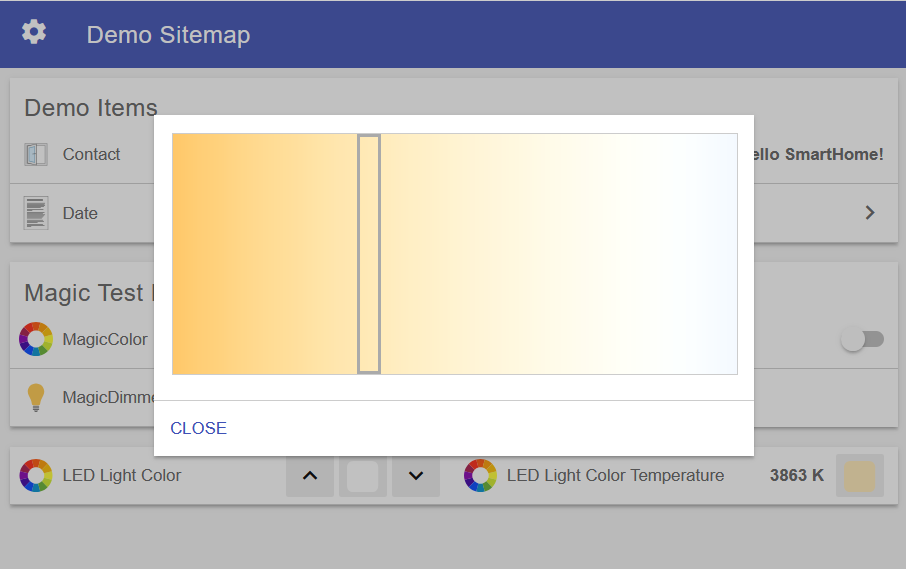 Demo Sitemap
Demo Items
Contact
ello SmartHome!
Date
Magic Test
MagicColor
MagicDimme
CLOSE
LED Light Color
LED Light Color Temperature
3863 K